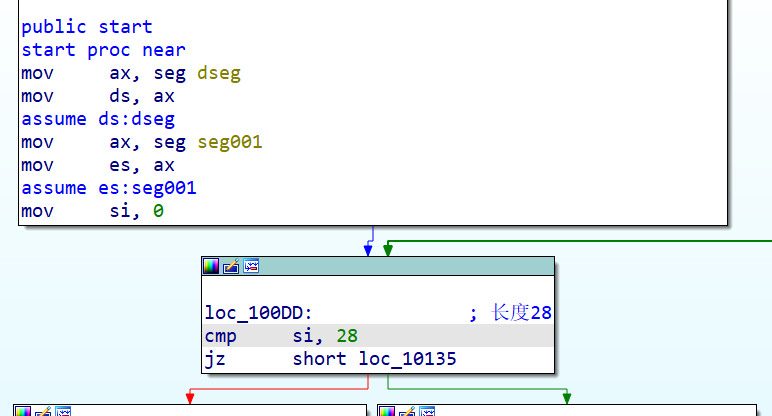 public start
start proc near
mov     ax, seg dseg
mov     ds, ax
assume ds:dseg
mov     ax, seg seg001
mov     es, ax
assume es:seg001
mov     si, 0
loc_100DD:              ; 长度28
cmp     si, 28
jz      short loc_10135